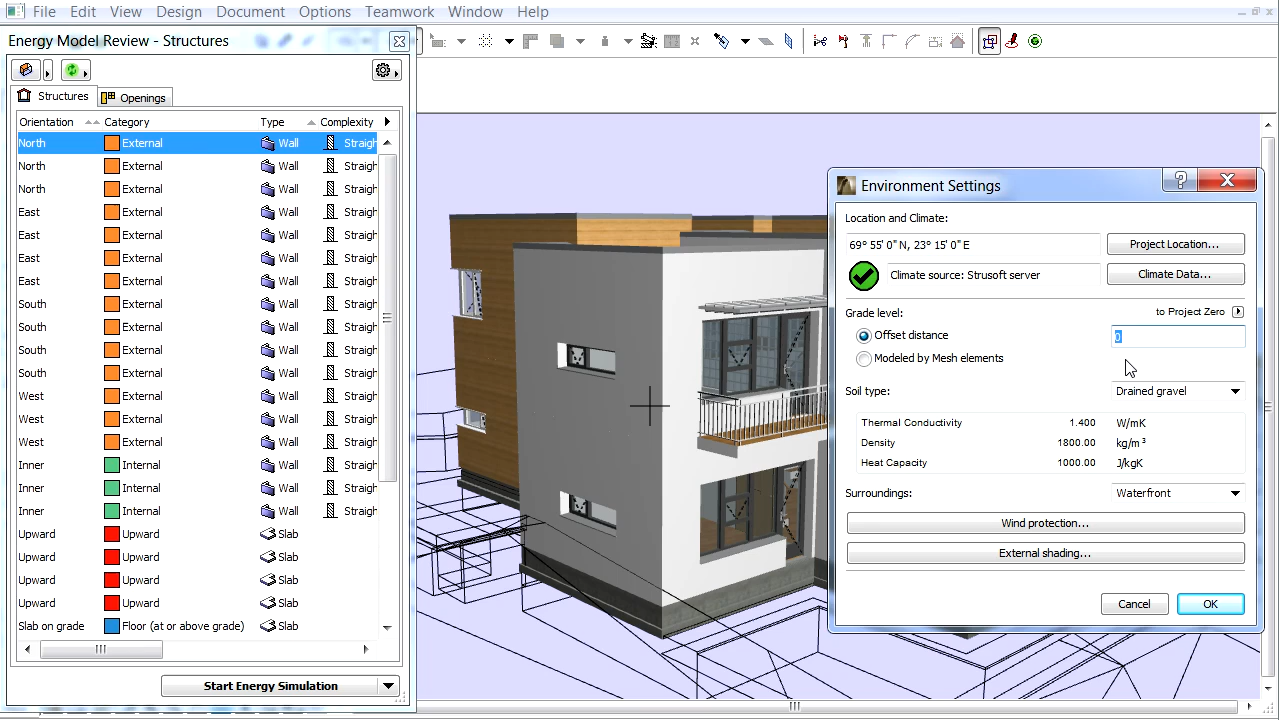 File Edit View Design Document Options Teamwork Window Help
Energy Model Review - Structures
Structures Openings
Orientation Category Type Complexity
North External Wall Straigh
North External Wall Straigh
North External Wall Straigh
East External Wall Straigh
East External Wall Straigh
East External Wall Straigh
East External Wall Straigh
South External Wall Straigh
South External Wall Straigh
South External Wall Straigh
South External Wall Straigh
West External Wall Straigh
West External Wall Straigh
West External Wall Straigh
Inner Internal Wall Straigh
Inner Internal Wall Straigh
Inner Internal Wall Straigh
Upward Upward Slab
Upward Upward Slab
Upward Upward Slab
Upward Upward Slab
Slab on grade Floor (at or above grade) Slab
Start Energy Simulation
Environment Settings
Location and Climate:
69° 55' 0" N, 23° 15' 0" E Project Location...
Climate source: Strusoft server Climate Data...
Grade level: to Project Zero
Offset distance 0
Modeled by Mesh elements
Soil type: Drained gravel
Thermal Conductivity 1.400 W/mK
Density 1800.00 kg/m³
Heat Capacity 1000.00 J/kgK
Surroundings: Waterfront
Wind protection...
External shading...
Cancel OK